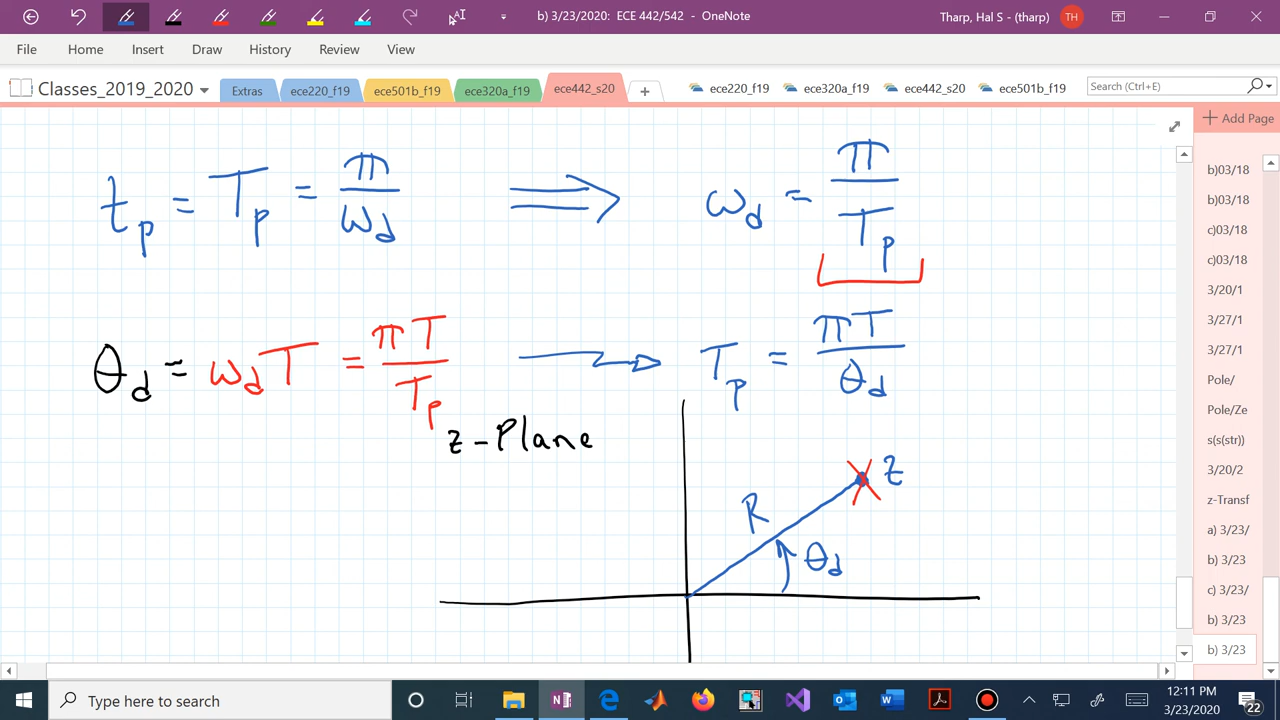 b) 3/23/2020: ECE 442/542 - OneNote
Tharp, Hal S - (tharp)
TH
File Home Insert Draw History Review View
Classes_2019_2020
Extras ece220_f19 ece501b_f19 ece320a_f19 ece442_s20
ece220_f19 ece320a_f19 ece442_s20 ece501b_f19
Search (Ctrl+E)
Add Page
b)03/18
b)03/18
c)03/18
c)03/18
3/20/1
3/27/1
3/27/1
Pole/
Pole/Ze
s(s(str))
3/20/2
z-Transf
a) 3/23/
b) 3/23
c) 3/23/
b) 3/23
b) 3/23
t_p = T_p = π/ω_d ⟹ ω_d = π/T_p
θ_d = ω_d T = πT/T_p → T_p = πT/θ_d
z-Plane
z
R
θ_d
Type here to search
12:11 PM
3/23/2020
22